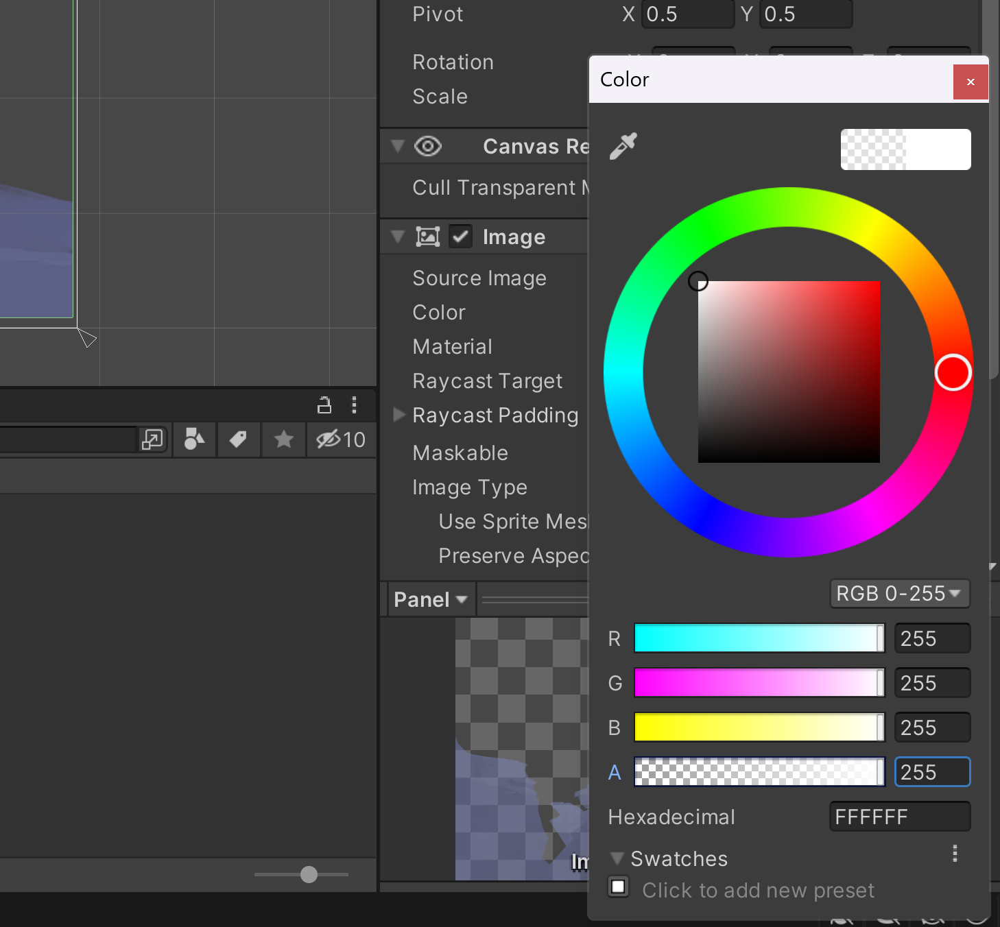 Pivot X 0.5 Y 0.5
Rotation
Scale
Canvas Re
Cull Transparent M
Image
Source Image
Color
Material
Raycast Target
Raycast Padding
Maskable
Image Type
Use Sprite Mesh
Preserve Aspec
Panel
10
Color
RGB 0-255
R 255
G 255
B 255
A 255
Hexadecimal FFFFFF
Swatches
Click to add new preset